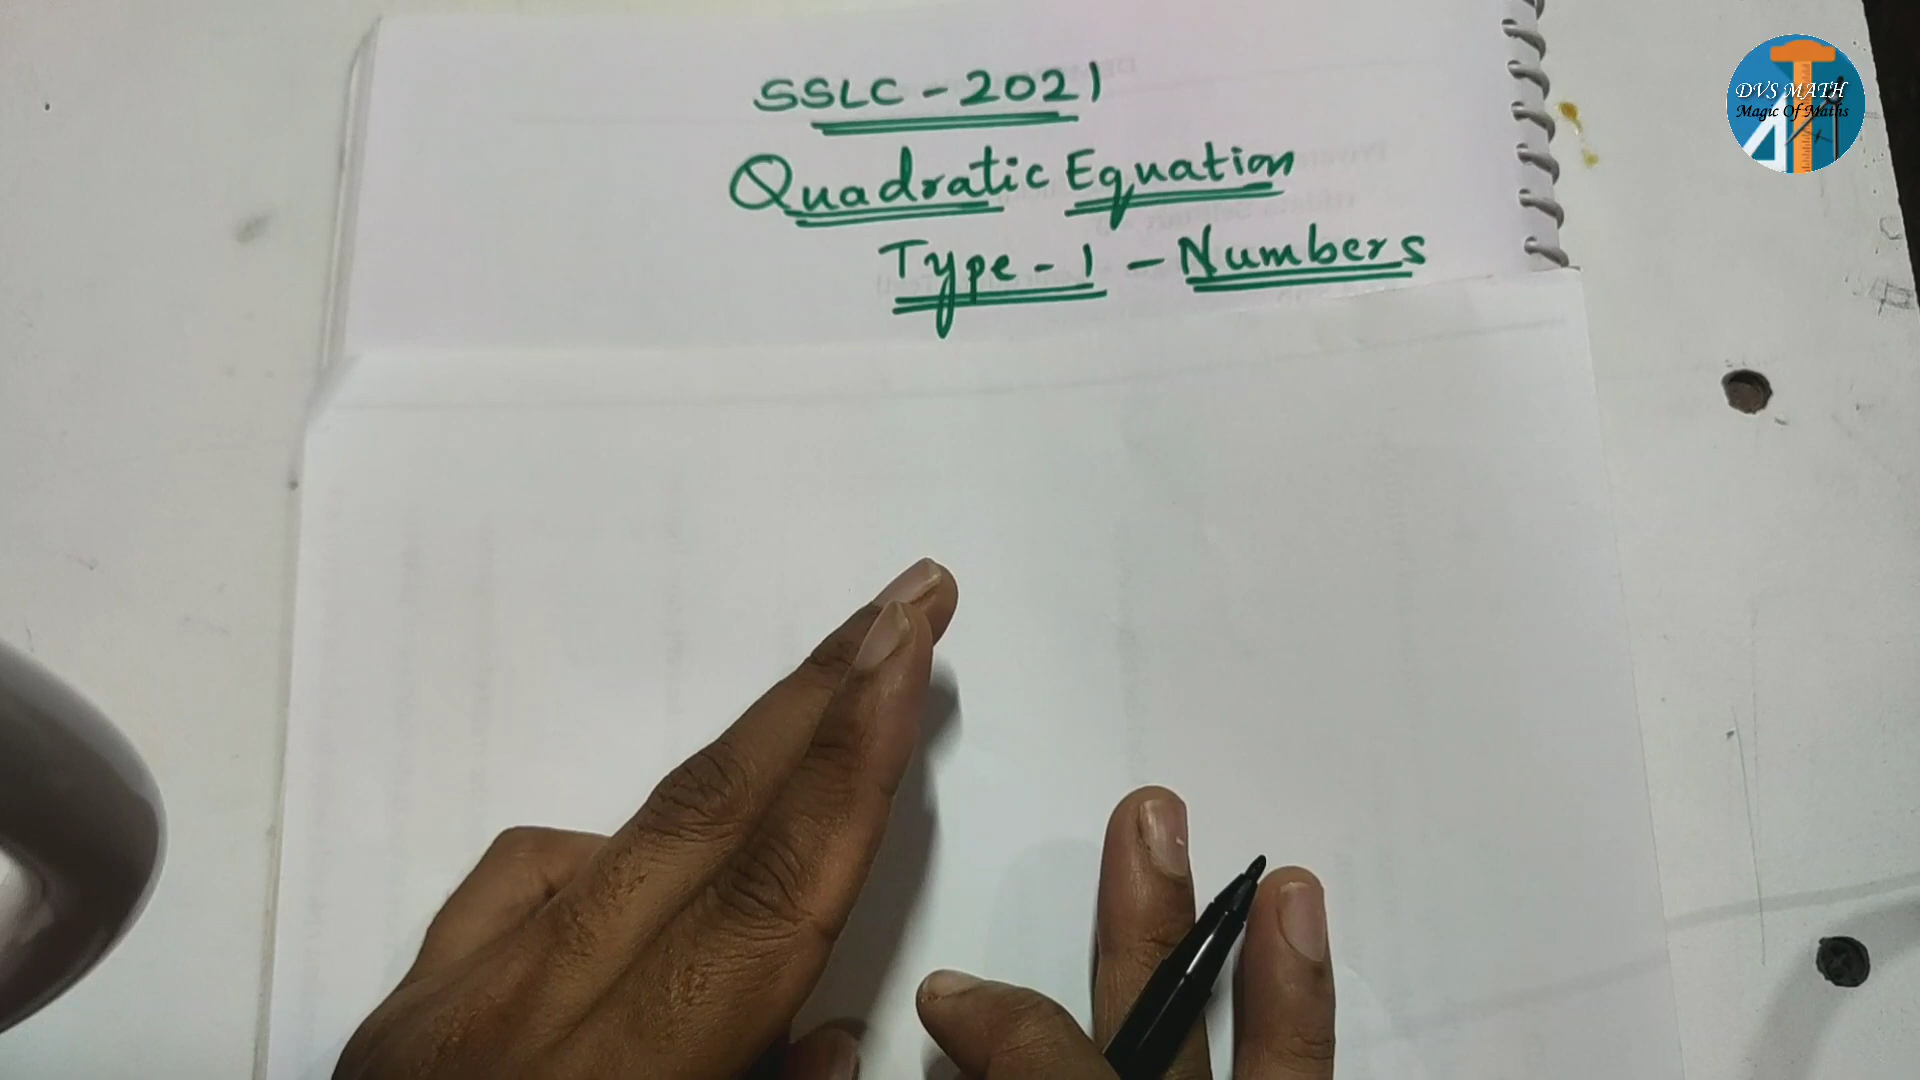 SSLC - 2021
Quadratic Equation
Type - 1 - Numbers
DVS MATH
Magic Of Maths